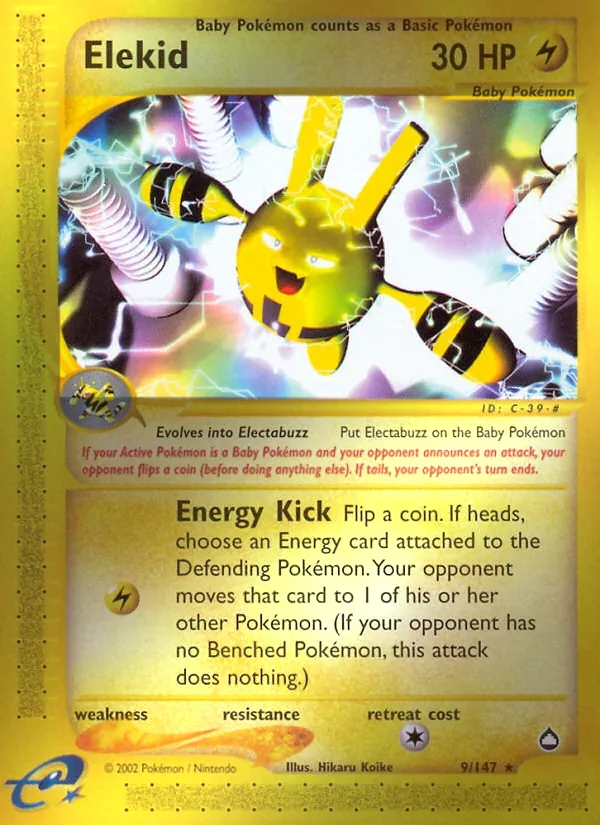 Baby Pokémon counts as a Basic Pokémon
Elekid
30 HP
Baby Pokémon
ID: C-39-#
Evolves into Electabuzz Put Electabuzz on the Baby Pokémon
If your Active Pokémon is a Baby Pokémon and your opponent announces an attack, your
opponent flips a coin (before doing anything else). If tails, your opponent's turn ends.
Energy Kick Flip a coin. If heads,
choose an Energy card attached to the
Defending Pokémon. Your opponent
moves that card to 1 of his or her
other Pokémon. (If your opponent has
no Benched Pokémon, this attack
does nothing.)
weakness resistance retreat cost
© 2002 Pokémon / Nintendo Illus. Hikaru Koike 9/147 ★
e